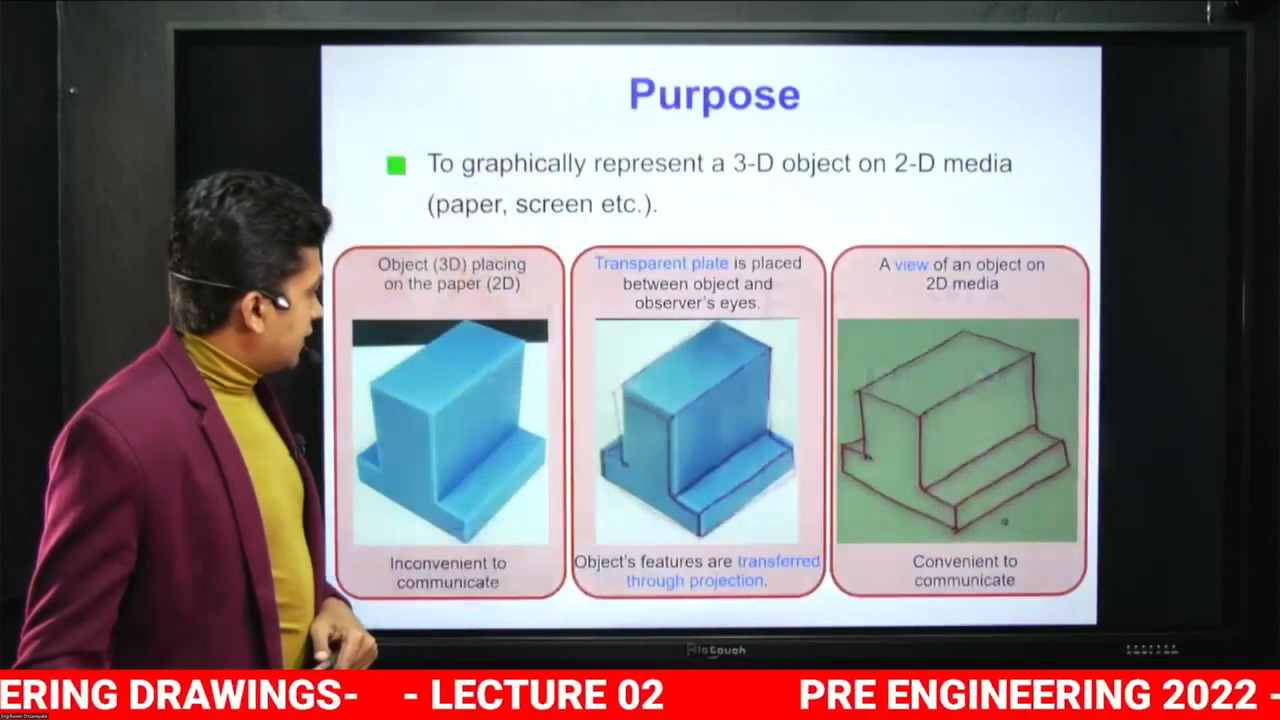 Purpose
To graphically represent a 3-D object on 2-D media
(paper, screen etc.).
Object (3D) placing
on the paper (2D)
Inconvenient to
communicate
Transparent plate is placed
between object and
observer's eyes.
Object's features are transferred
through projection.
A view of an object on
2D media
Convenient to
communicate
ERING DRAWINGS- - LECTURE 02 PRE ENGINEERING 2022 -